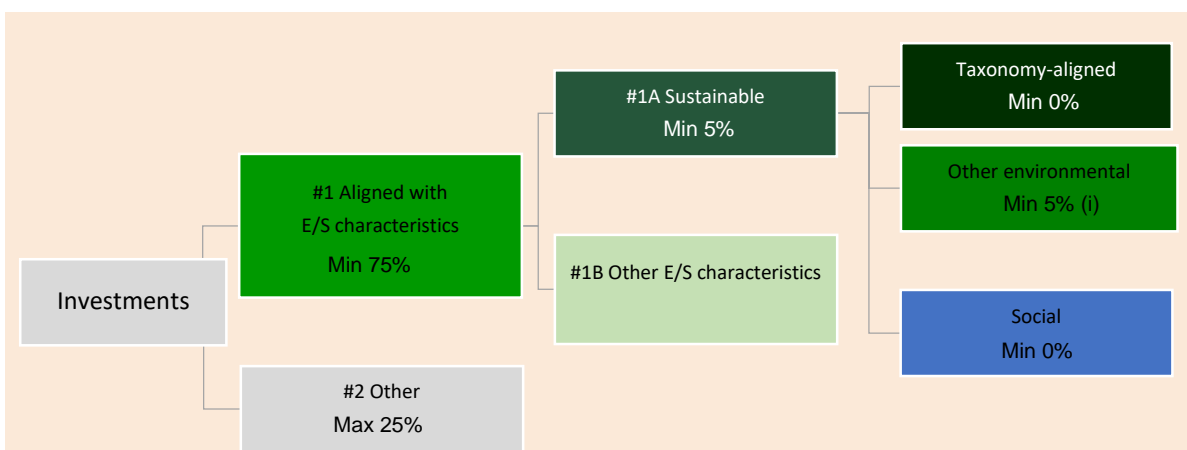 Investments
#1 Aligned with
E/S characteristics
Min 75%
#2 Other
Max 25%
#1A Sustainable
Min 5%
#1B Other E/S characteristics
Taxonomy-aligned
Min 0%
Other environmental
Min 5% (i)
Social
Min 0%